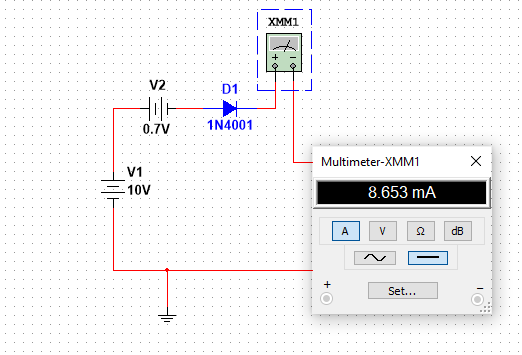 XMM1
+ −
V2
0.7V
D1
1N4001
V1
10V
Multimeter-XMM1
8.653 mA
A V Ω dB
Set...
+ −